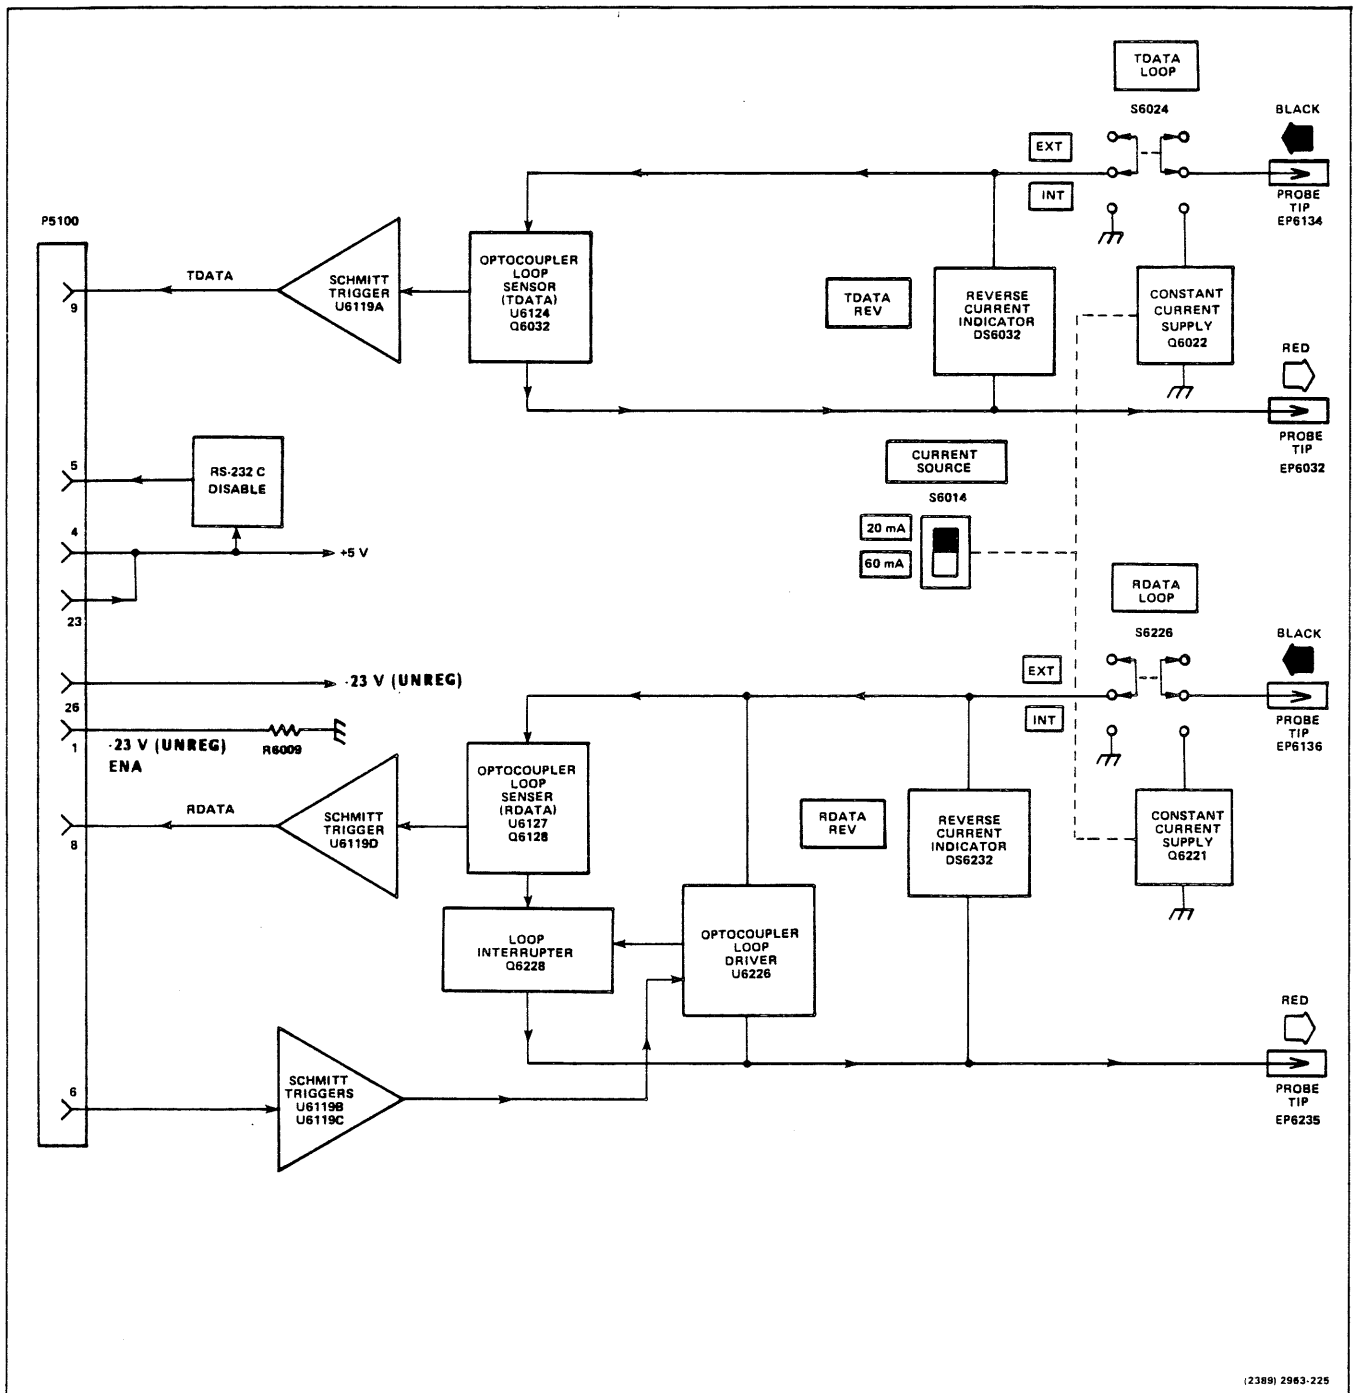 TDATA
LOOP
S6024
BLACK
EXT
INT
PROBE
TIP
EP6134
P5100
TDATA
9
SCHMITT
TRIGGER
U6119A
OPTOCOUPLER
LOOP
SENSOR
(TDATA)
U6124
Q6032
TDATA
REV
REVERSE
CURRENT
INDICATOR
DS6032
CONSTANT
CURRENT
SUPPLY
Q6022
RED
PROBE
TIP
EP6032
5
RS-232 C
DISABLE
4
+5 V
23
CURRENT
SOURCE
S6014
20 mA
60 mA
RDATA
LOOP
S6226
BLACK
EXT
INT
PROBE
TIP
EP6136
-23 V (UNREG)
26
1
-23 V (UNREG)
ENA
R6009
RDATA
8
SCHMITT
TRIGGER
U6119D
OPTOCOUPLER
LOOP
SENSER
(RDATA)
U6127
Q6128
RDATA
REV
REVERSE
CURRENT
INDICATOR
DS6232
CONSTANT
CURRENT
SUPPLY
Q6221
LOOP
INTERRUPTER
Q6228
OPTOCOUPLER
LOOP
DRIVER
U6226
RED
PROBE
TIP
EP6235
6
SCHMITT
TRIGGERS
U6119B
U6119C
(2389) 2963-225